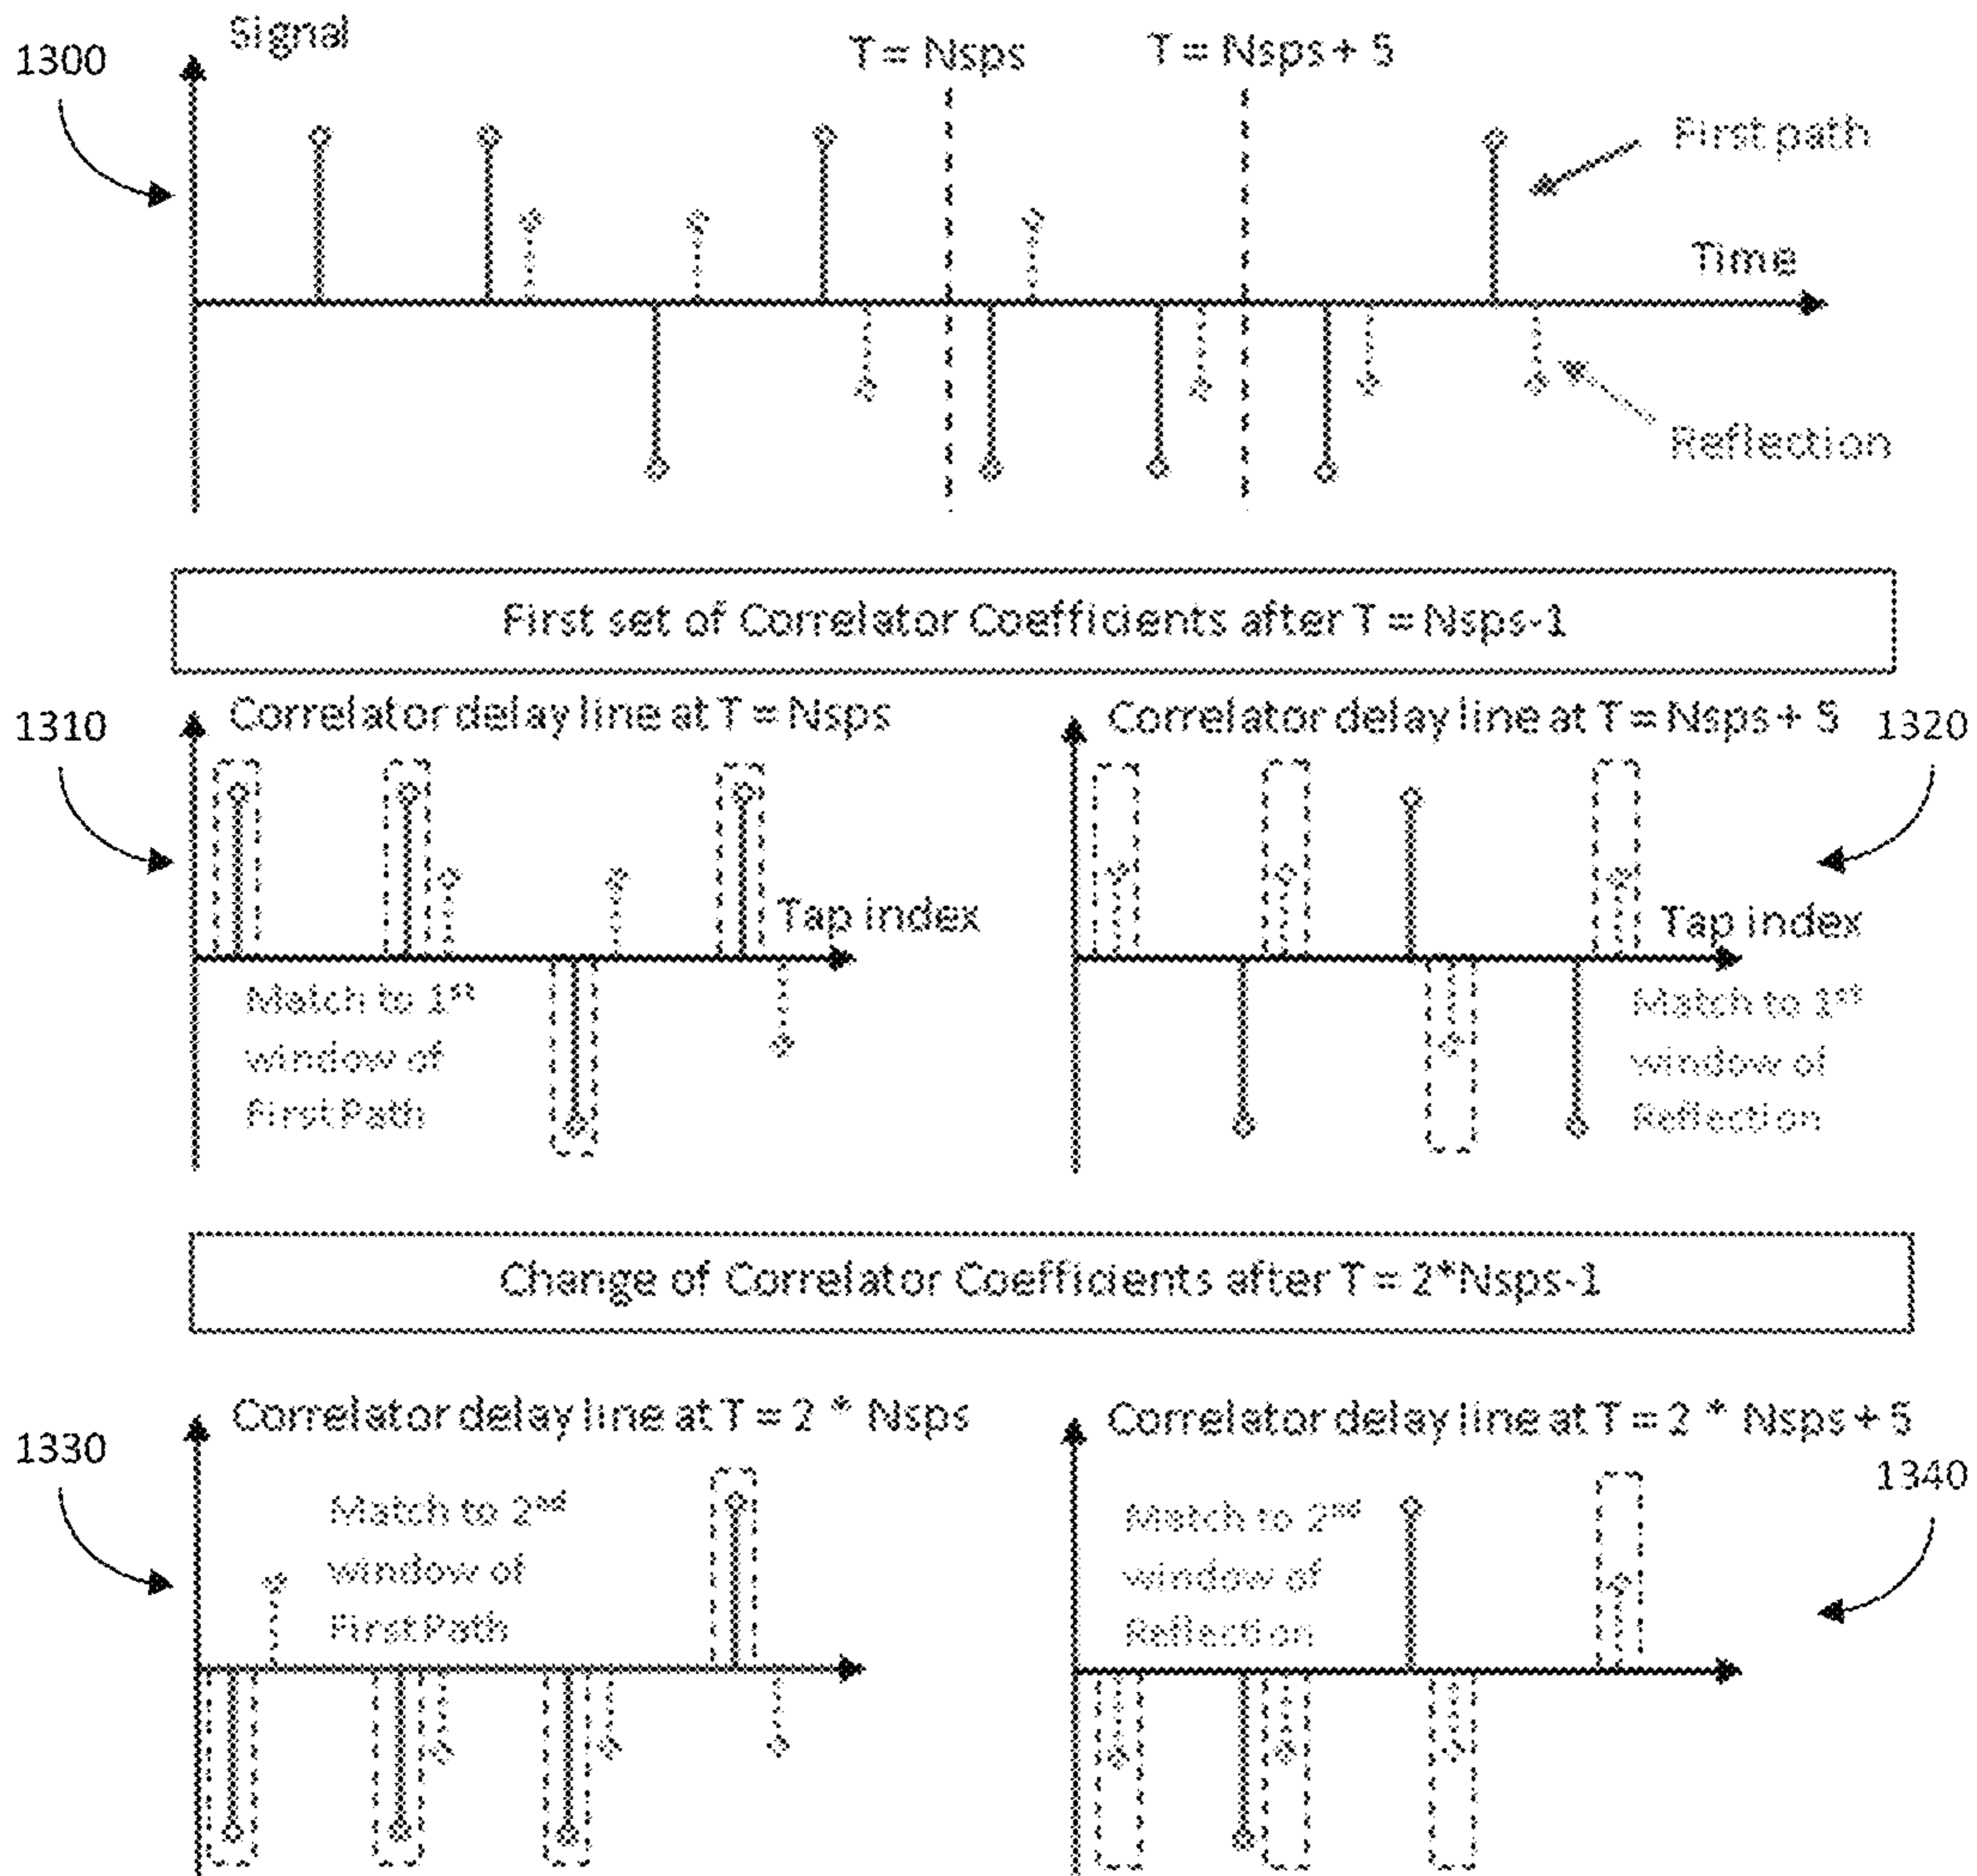 1300
Signal
T = Nsps
T = Nsps + 5
First path
Time
Reflection
First set of Correlator Coefficients after T = Nsps-1
1310
Correlator delay line at T = Nsps
Tap index
Match to 1st
window of
First Path
Correlator delay line at T = Nsps + 5
1320
Tap index
Match to 1st
window of
Reflection
Change of Correlator Coefficients after T = 2*Nsps-1
1330
Correlator delay line at T = 2 * Nsps
Match to 2nd
window of
First Path
Correlator delay line at T = 2 * Nsps + 5
1340
Match to 2nd
window of
Reflection